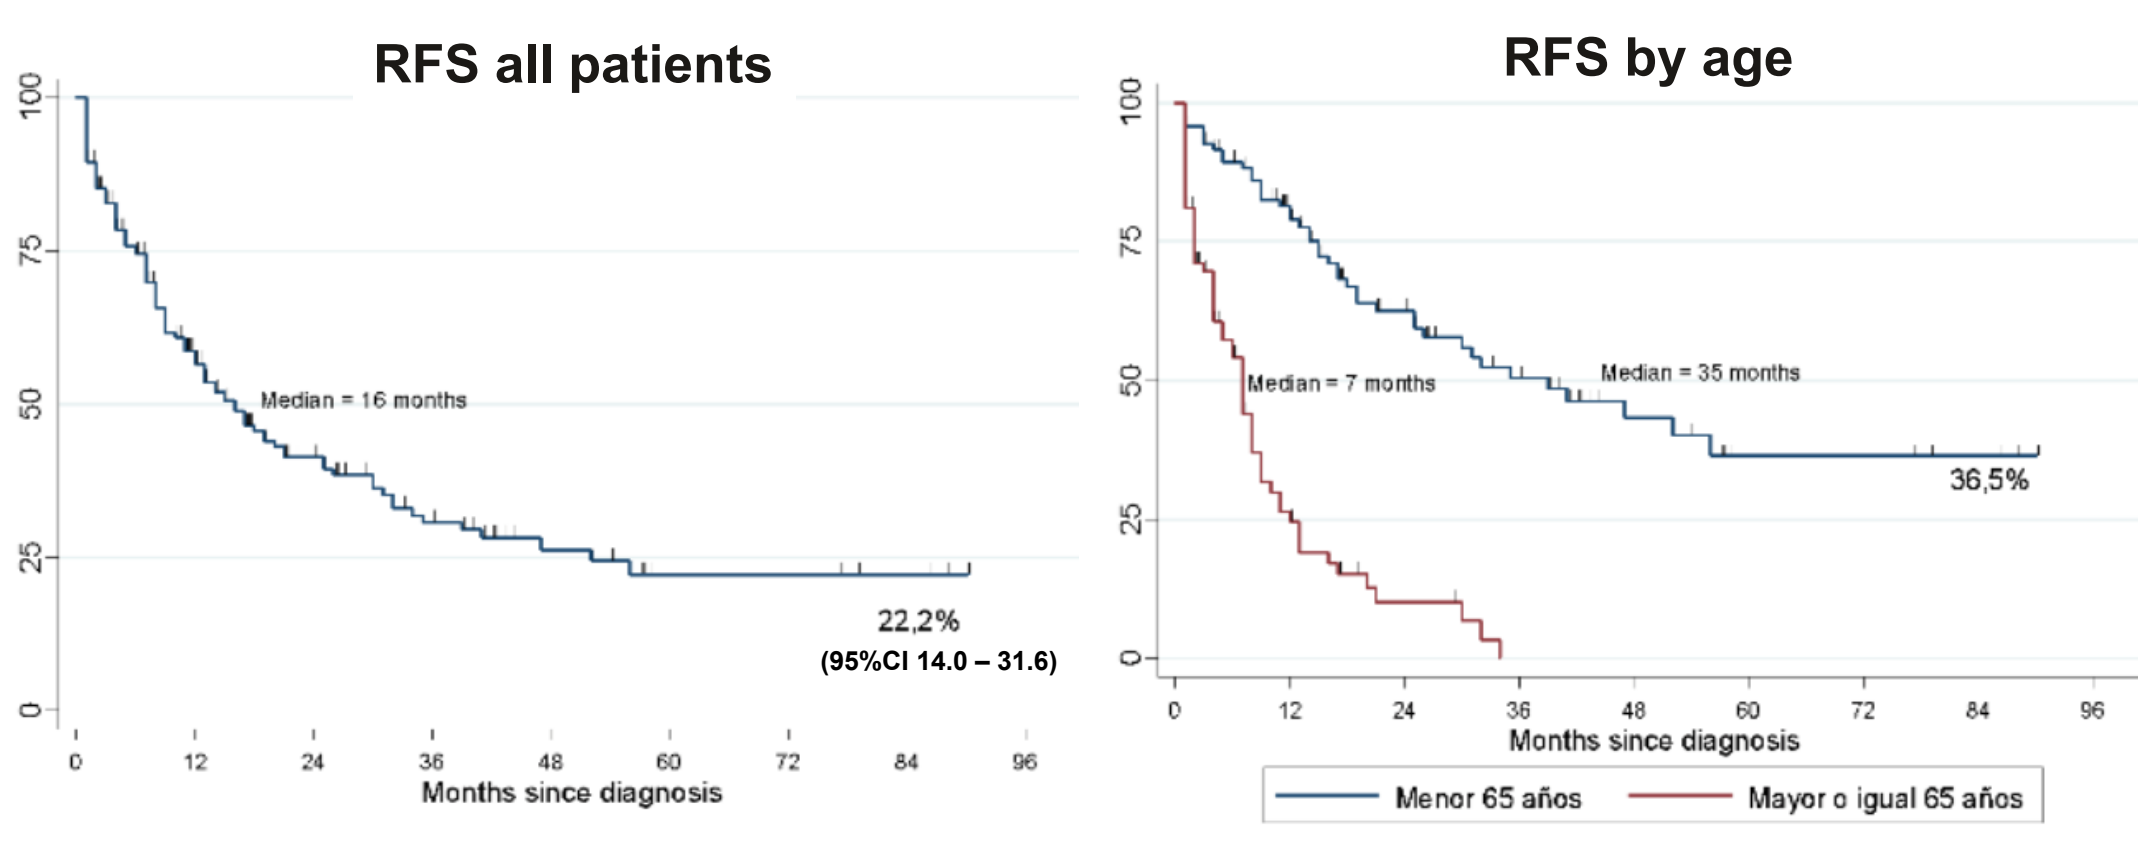 RFS all patients
100
75
50
25
0
Median = 16 months
22,2%
(95%CI 14.0 – 31.6)
0 12 24 36 48 60 72 84 96
Months since diagnosis
RFS by age
100
75
50
25
0
Median = 7 months
Median = 35 months
36,5%
0 12 24 36 48 60 72 84 96
Months since diagnosis
Menor 65 años Mayor o igual 65 años